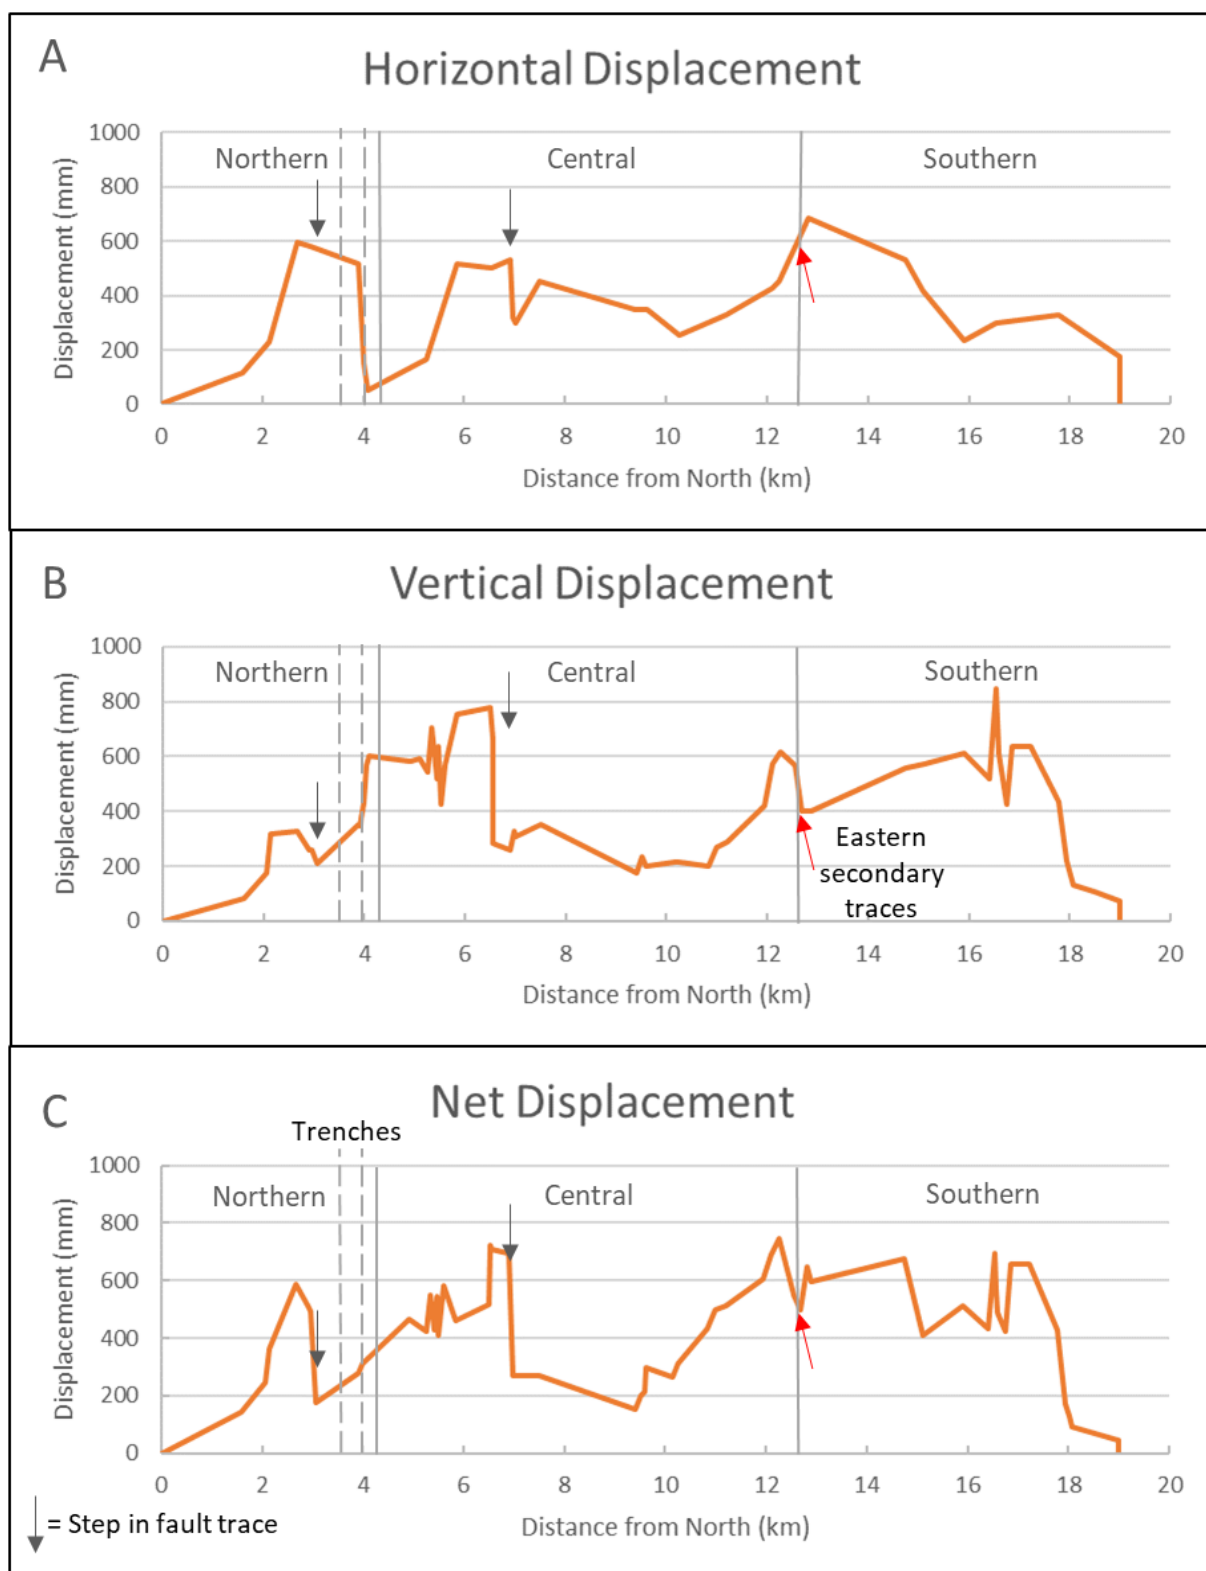 A
Horizontal Displacement
1000
800
600
400
200
0
Displacement (mm)
Northern
Central
Southern
0 2 4 6 8 10 12 14 16 18 20
Distance from North (km)
B
Vertical Displacement
1000
800
600
400
200
0
Displacement (mm)
Northern
Central
Southern
Eastern
secondary
traces
0 2 4 6 8 10 12 14 16 18 20
Distance from North (km)
C
Net Displacement
Trenches
1000
800
600
400
200
0
Displacement (mm)
Northern
Central
Southern
0 2 4 6 8 10 12 14 16 18 20
= Step in fault trace
Distance from North (km)